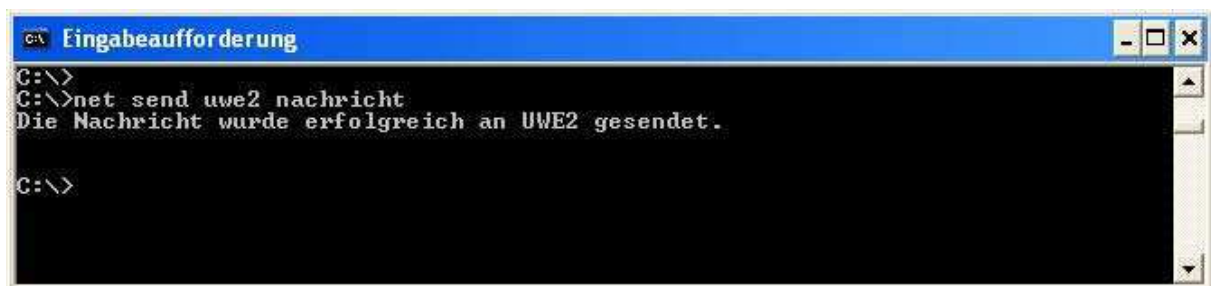 Eingabeaufforderung
C:\>
C:\>net send uwe2 nachricht
Die Nachricht wurde erfolgreich an UWE2 gesendet.
C:\>